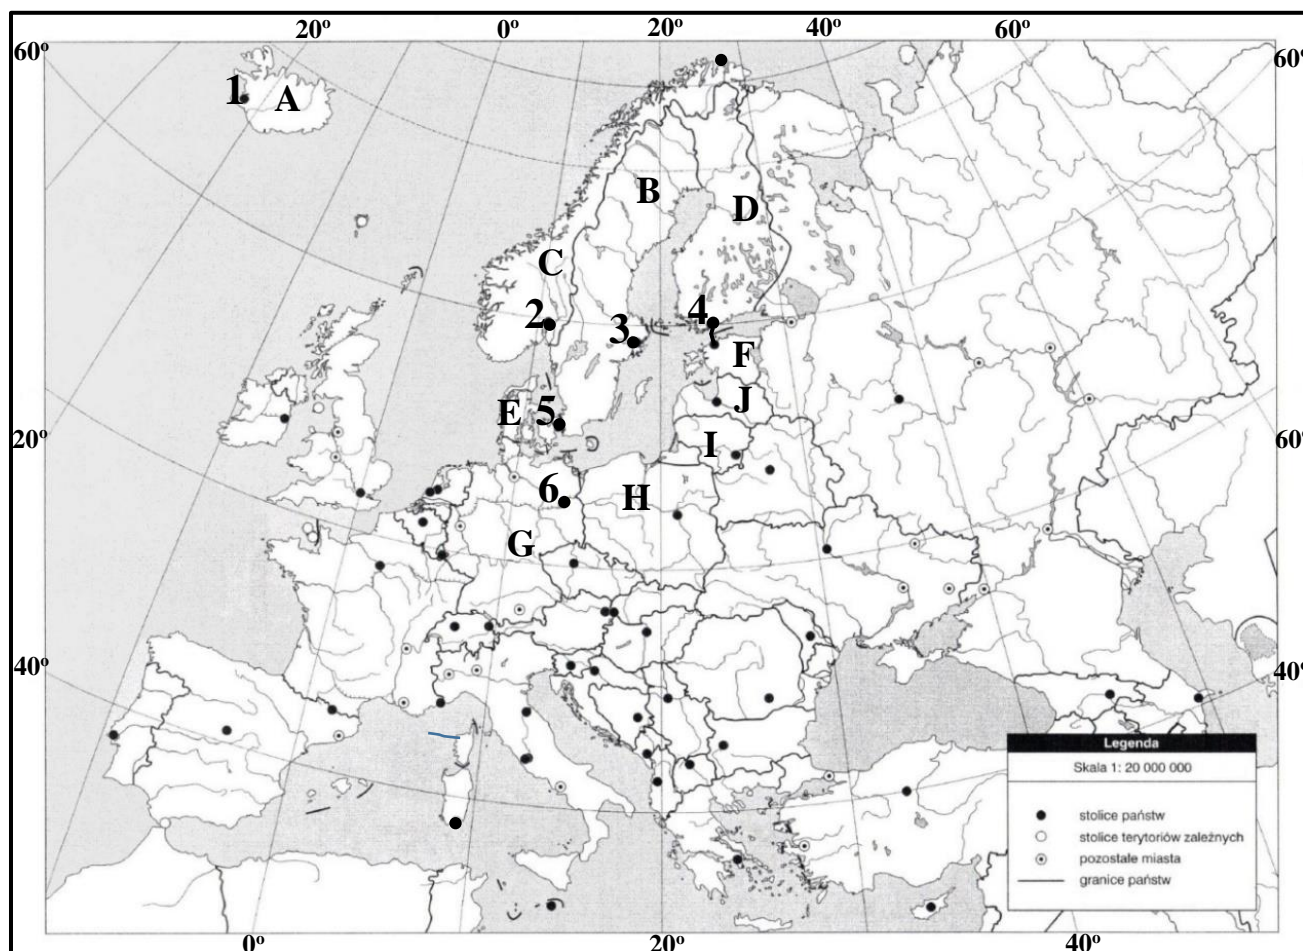 20º 0º 20º 40º 60º
60º 60º
1 A
B
D
C
2 3 4
F
E 5 J
20º I 60º
6 H
G
40º 40º
Legenda
Skala 1: 20 000 000
stolice państw
stolice terytoriów zależnych
pozostałe miasta
granice państw
0º 20º 40º